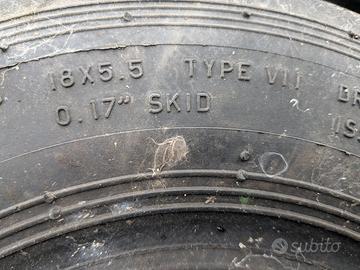 18X5.5 TYPE VII
0.17" SKID
subito